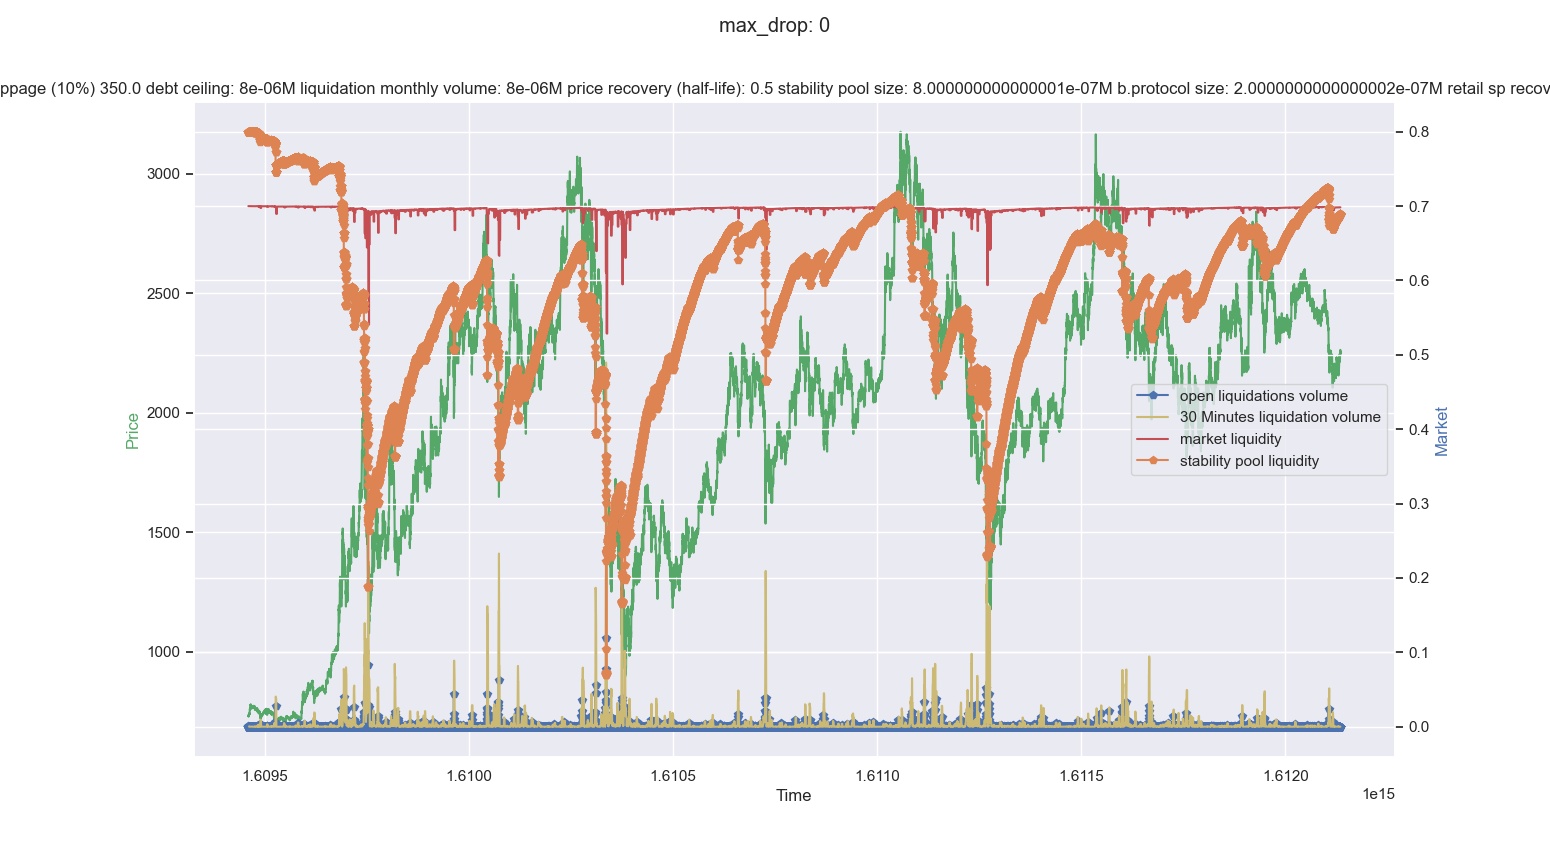 max_drop: 0
ppage (10%) 350.0 debt ceiling: 8e-06M liquidation monthly volume: 8e-06M price recovery (half-life): 0.5 stability pool size: 8.000000000000001e-07M b.protocol size: 2.0000000000000002e-07M retail sp recov
3000
2500
2000
1500
1000
Price
0.8
0.7
0.6
0.5
0.4
0.3
0.2
0.1
0.0
Market
open liquidations volume
30 Minutes liquidation volume
market liquidity
stability pool liquidity
1.6095
1.6100
1.6105
1.6110
1.6115
1.6120
Time
1e15